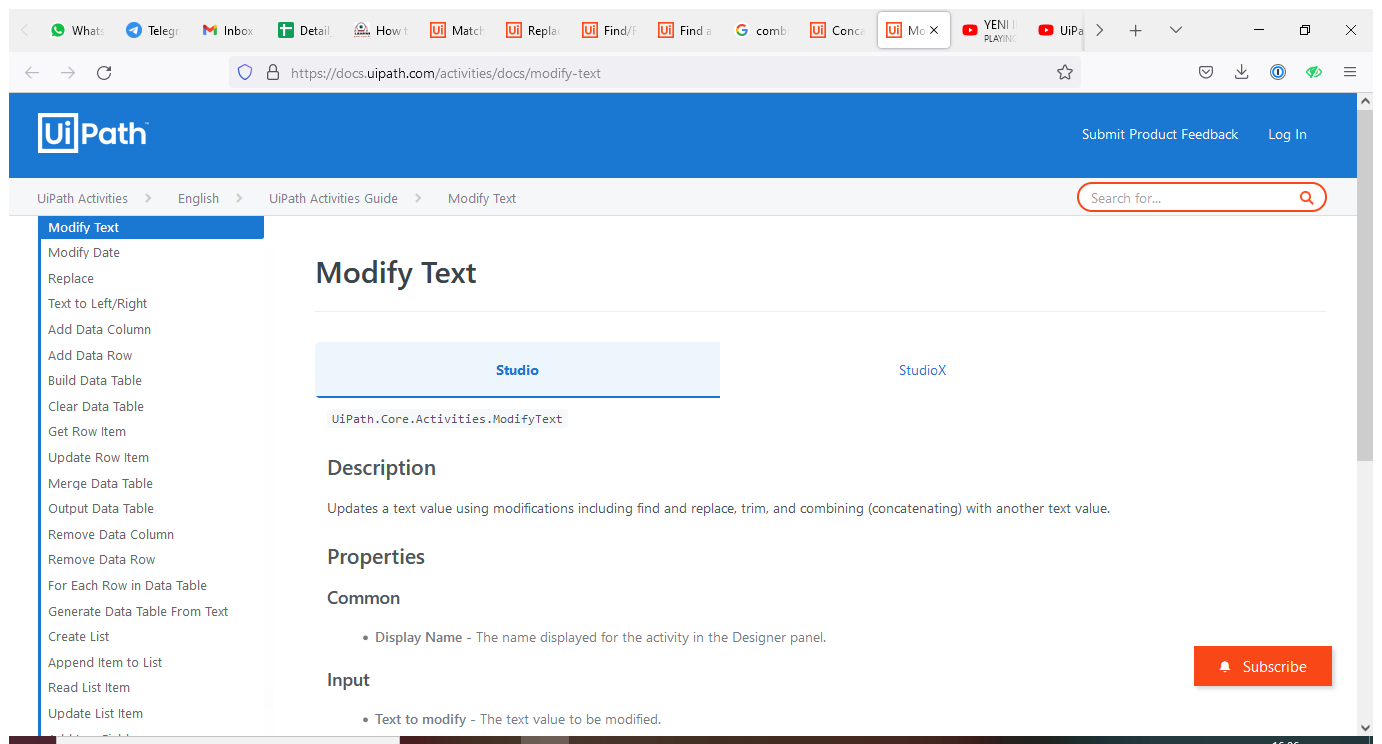 Whats
Telegr
Inbox
Detail
How t
Match
Repla
Find/F
Find a
comb
Conca
Mo
YENİ İ
PLAYING
UiPa
https://docs.uipath.com/activities/docs/modify-text
UiPath
Submit Product Feedback
Log In
UiPath Activities
English
UiPath Activities Guide
Modify Text
Search for...
Modify Text
Modify Date
Replace
Text to Left/Right
Add Data Column
Add Data Row
Build Data Table
Clear Data Table
Get Row Item
Update Row Item
Merge Data Table
Output Data Table
Remove Data Column
Remove Data Row
For Each Row in Data Table
Generate Data Table From Text
Create List
Append Item to List
Read List Item
Update List Item
Modify Text
Studio
StudioX
UiPath.Core.Activities.ModifyText
Description
Updates a text value using modifications including find and replace, trim, and combining (concatenating) with another text value.
Properties
Common
• Display Name - The name displayed for the activity in the Designer panel.
Input
• Text to modify - The text value to be modified.
Subscribe